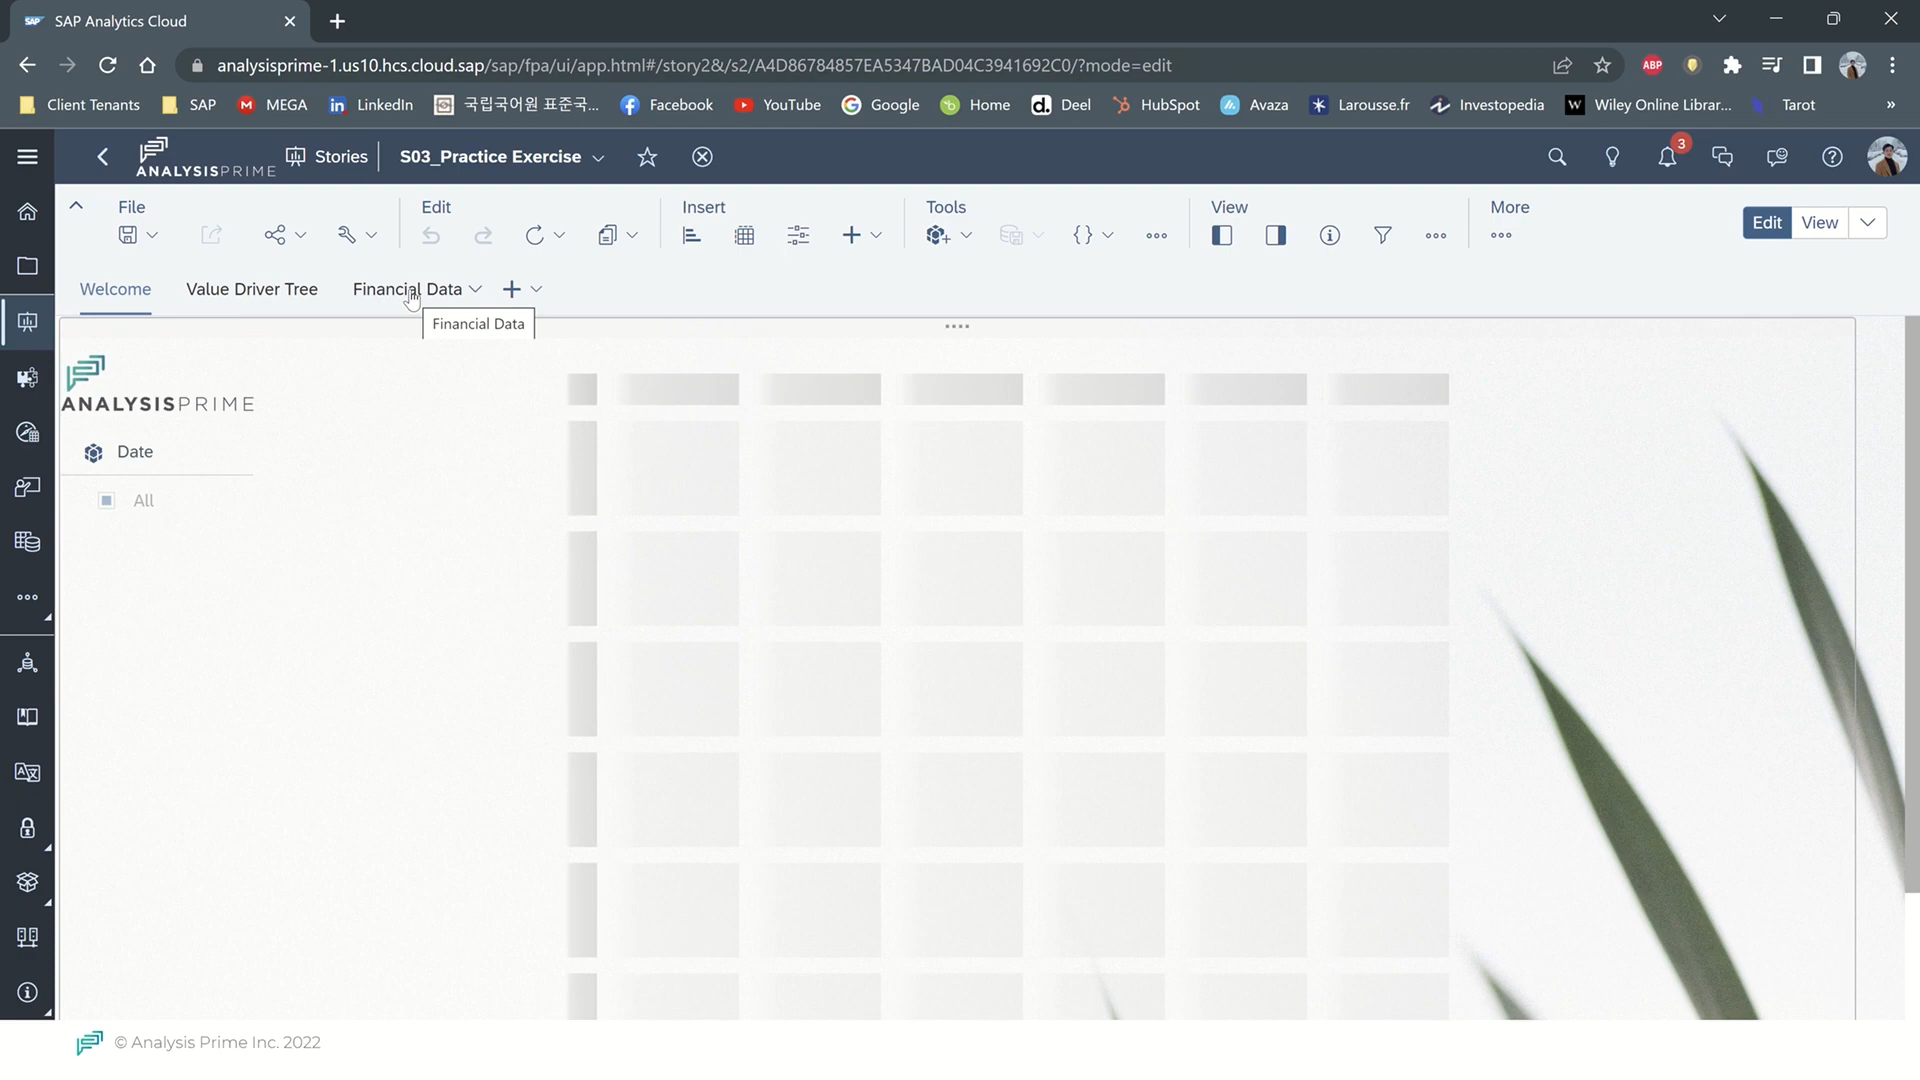 SAP Analytics Cloud
analysisprime-1.us10.hcs.cloud.sap/sap/fpa/ui/app.html#/story2&/s2/A4D86784857EA5347BAD04C3941692C0/?mode=edit
ABP
Client Tenants SAP MEGA LinkedIn 국립국어원 표준국... Facebook YouTube Google Home Deel HubSpot Avaza Larousse.fr Investopedia Wiley Online Librar... Tarot »
ANALYSISPRIME Stories S03_Practice Exercise 3
File Edit Insert Tools View More
Edit View
Welcome Value Driver Tree Financial Data
Financial Data
ANALYSISPRIME
Date
All
© Analysis Prime Inc. 2022